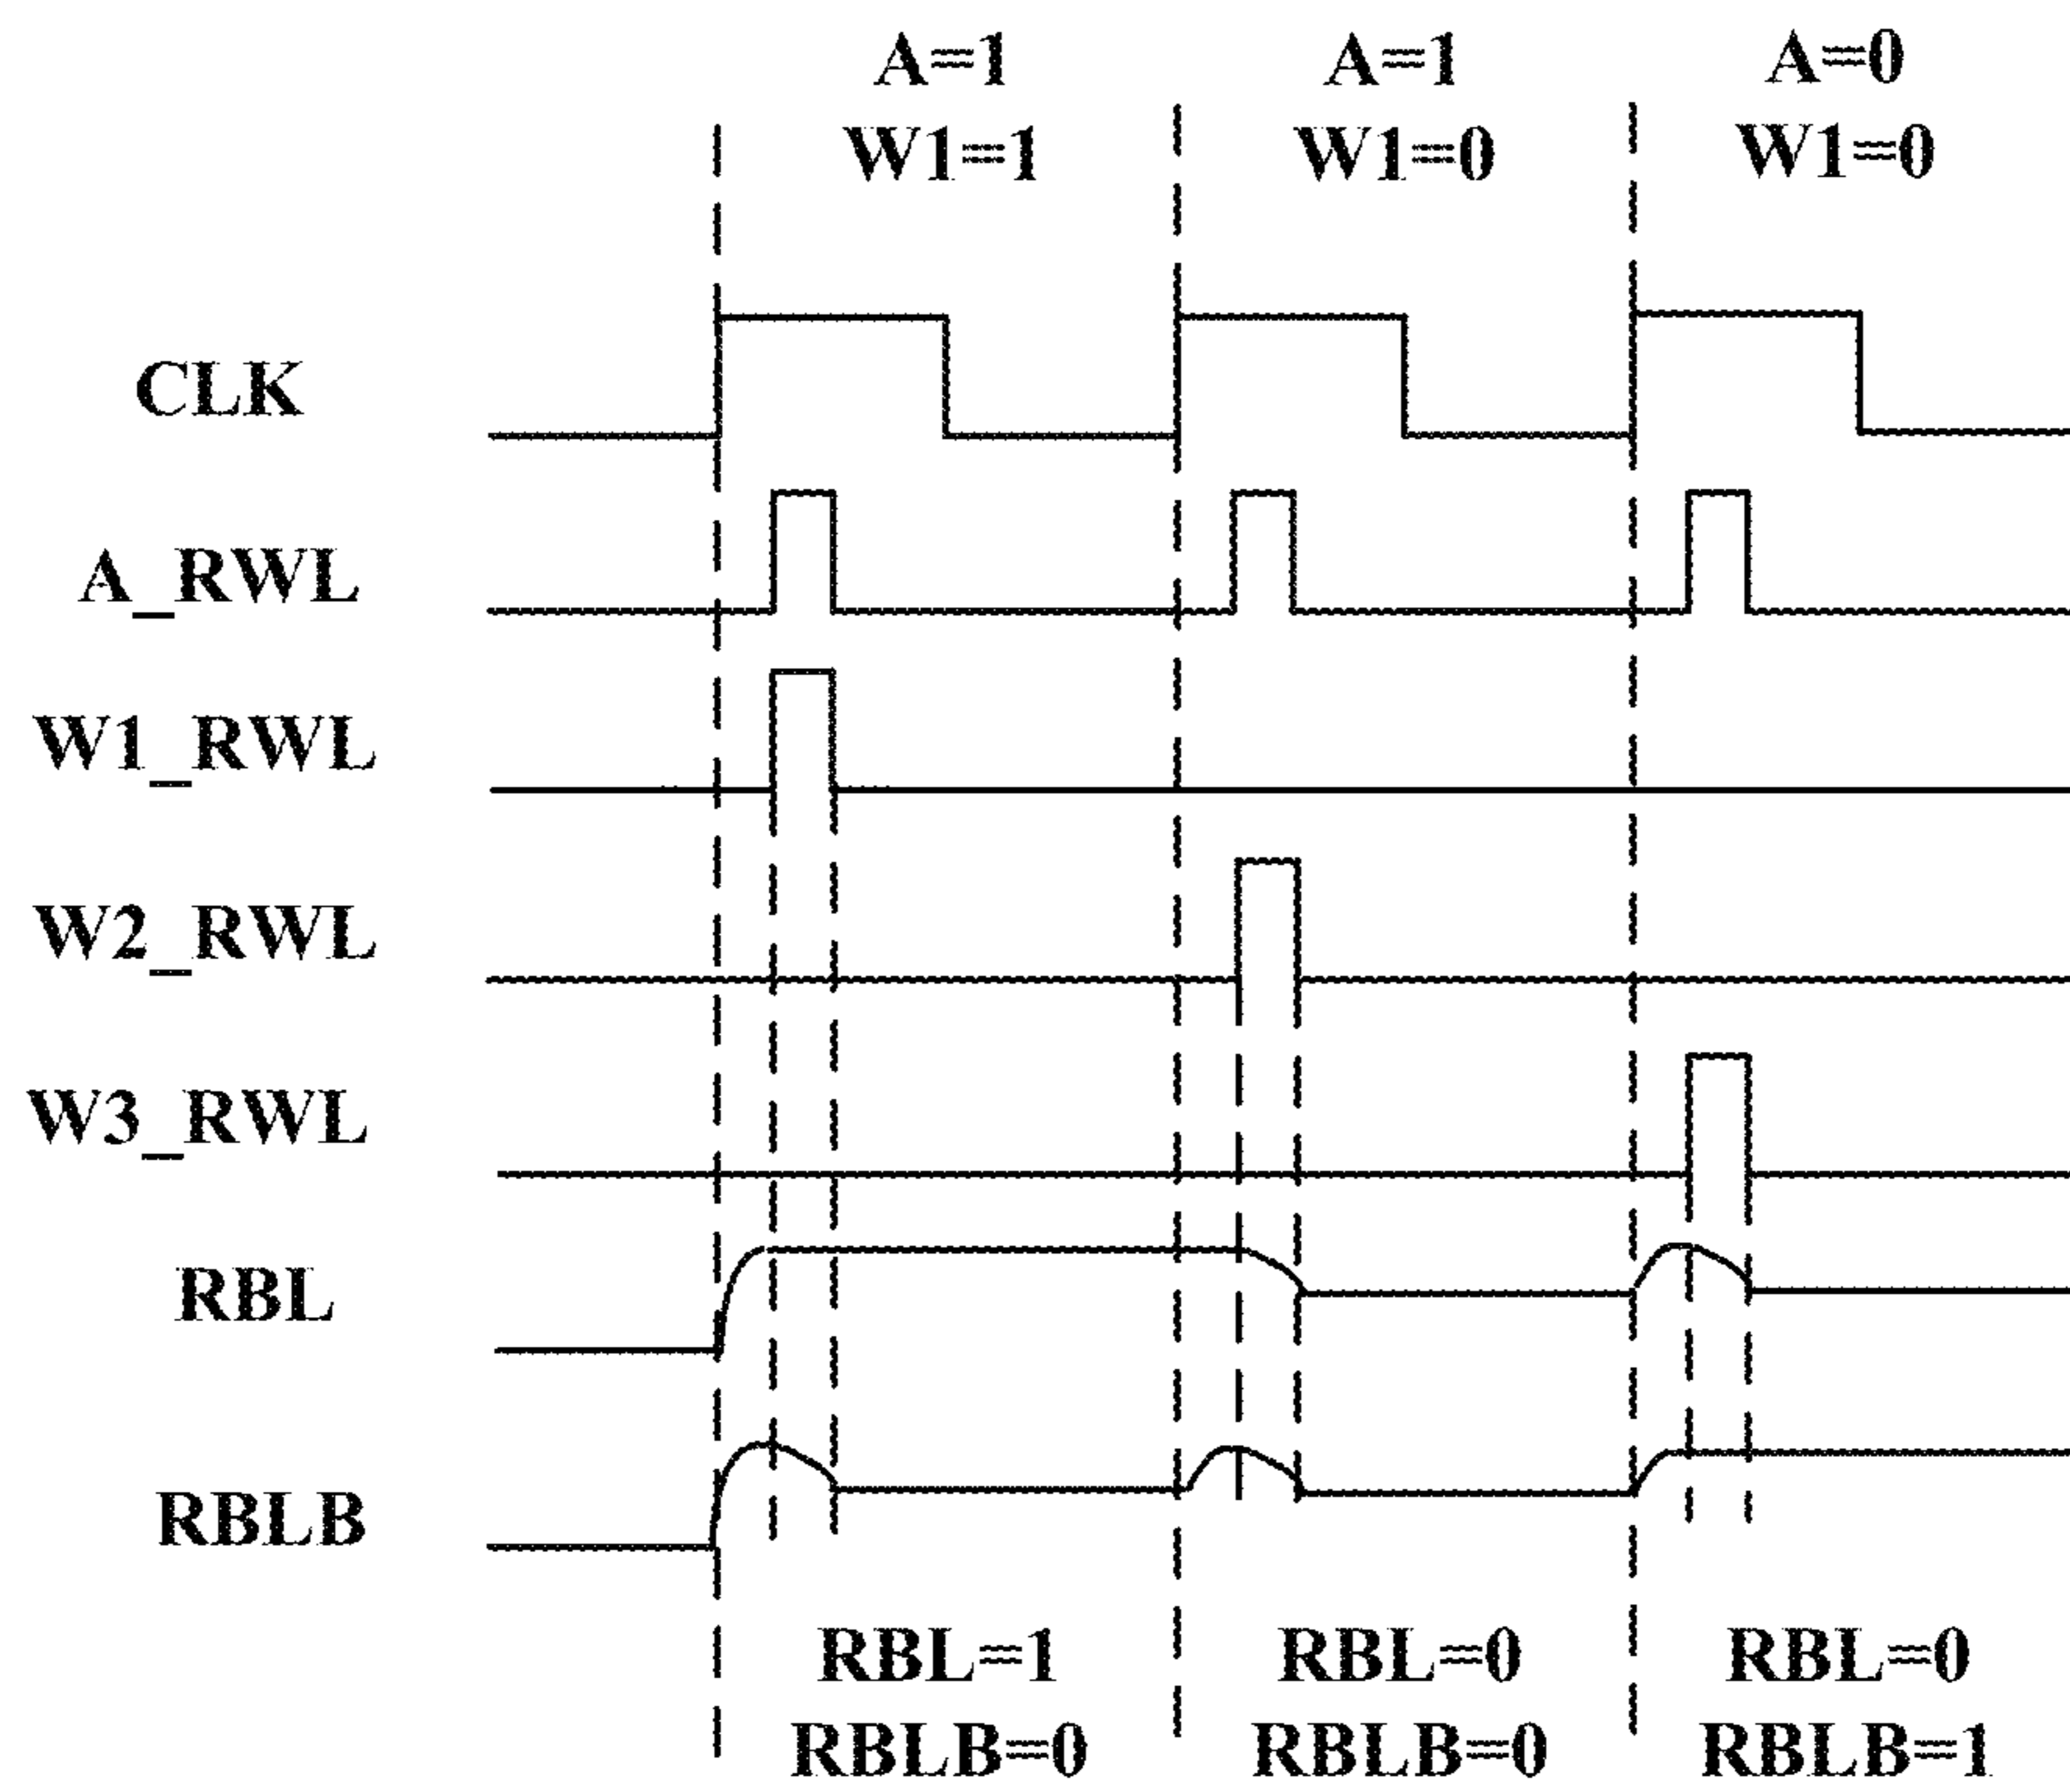 A=1
W1=1
A=1
W1=0
A=0
W1=0
CLK
A_RWL
W1_RWL
W2_RWL
W3_RWL
RBL
RBLB
RBL=1
RBLB=0
RBL=0
RBLB=0
RBL=0
RBLB=1